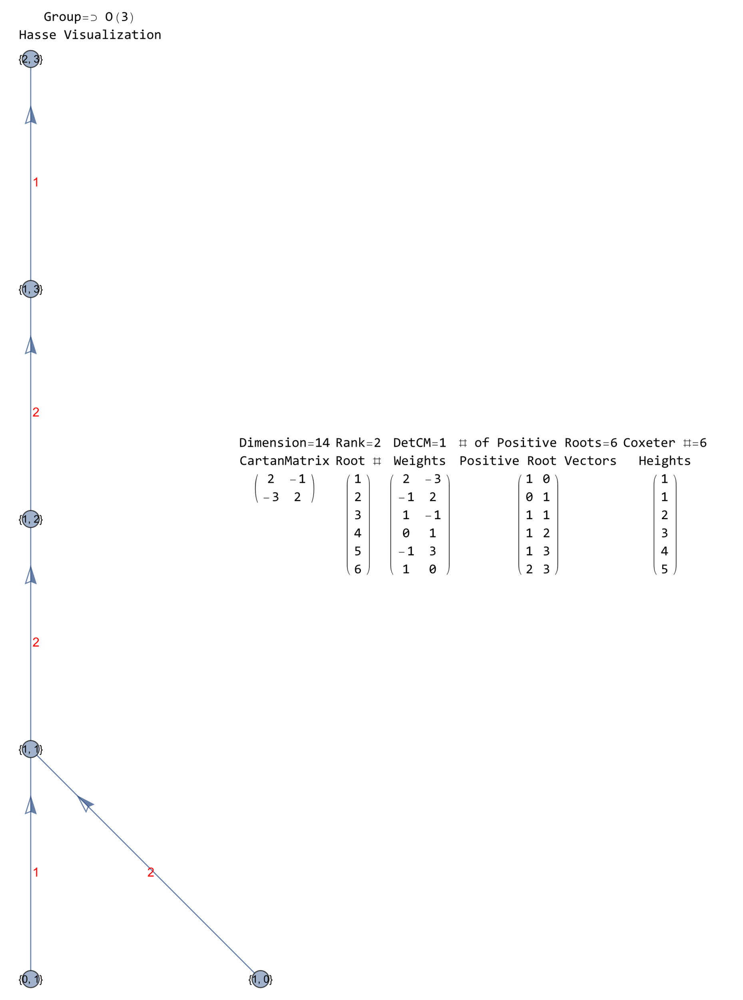 Group=⊃ O(3)
Hasse Visualization
{2, 3}
1
{1, 3}
2
{1, 2}
2
{1, 1}
1
2
{0, 1}
{1, 0}
Dimension=14 Rank=2 DetCM=1 # of Positive Roots=6 Coxeter #=6
CartanMatrix Root # Weights Positive Root Vectors Heights
2 -1 1 2 -3 1 0 1
-3 2 2 -1 2 0 1 1
3 1 -1 1 1 2
4 0 1 1 2 3
5 -1 3 1 3 4
6 1 0 2 3 5